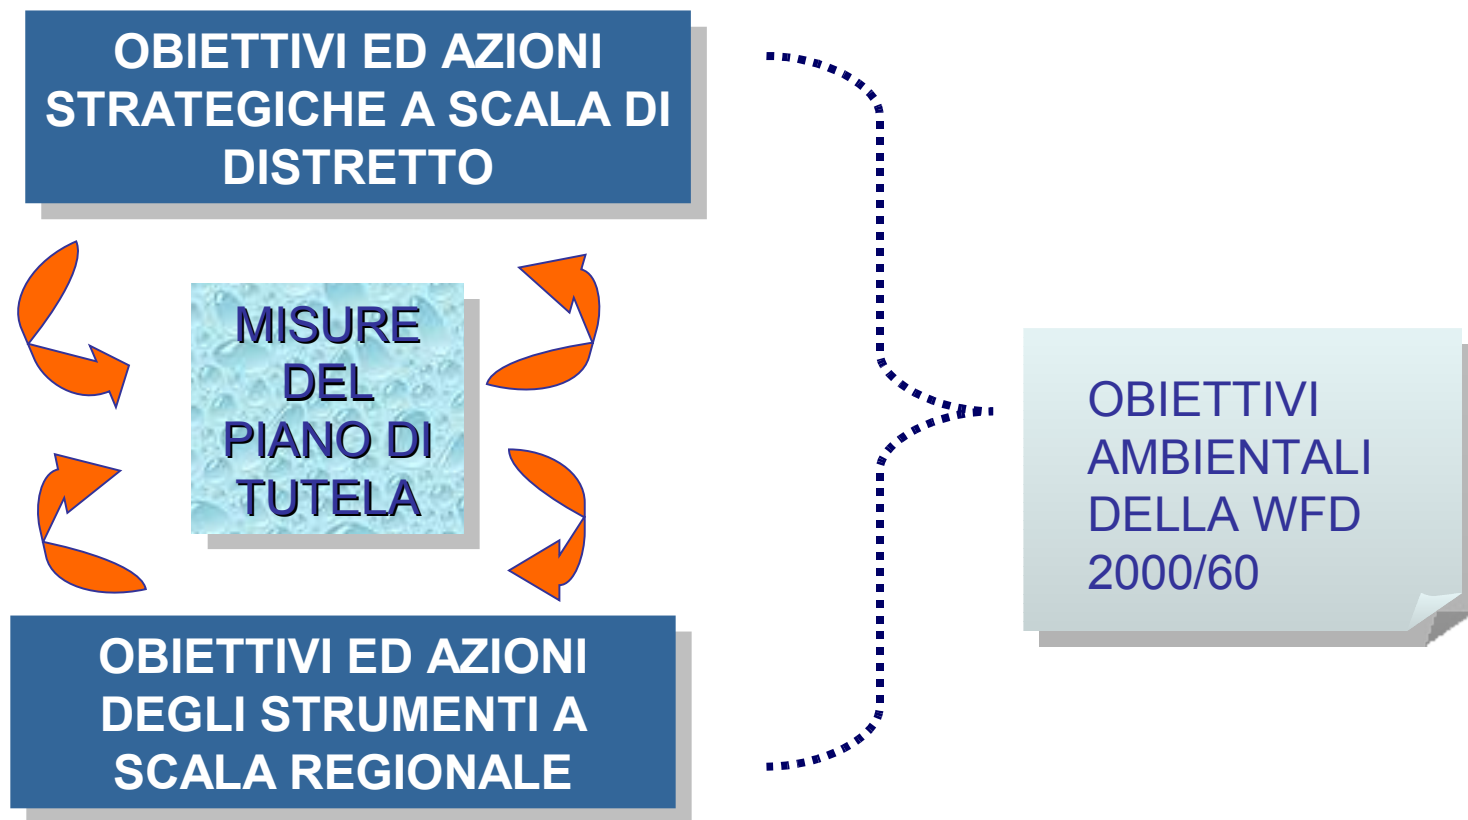 OBIETTIVI ED AZIONI
STRATEGICHE A SCALA DI
DISTRETTO
MISURE
DEL
PIANO DI
TUTELA
OBIETTIVI ED AZIONI
DEGLI STRUMENTI A
SCALA REGIONALE
OBIETTIVI
AMBIENTALI
DELLA WFD
2000/60